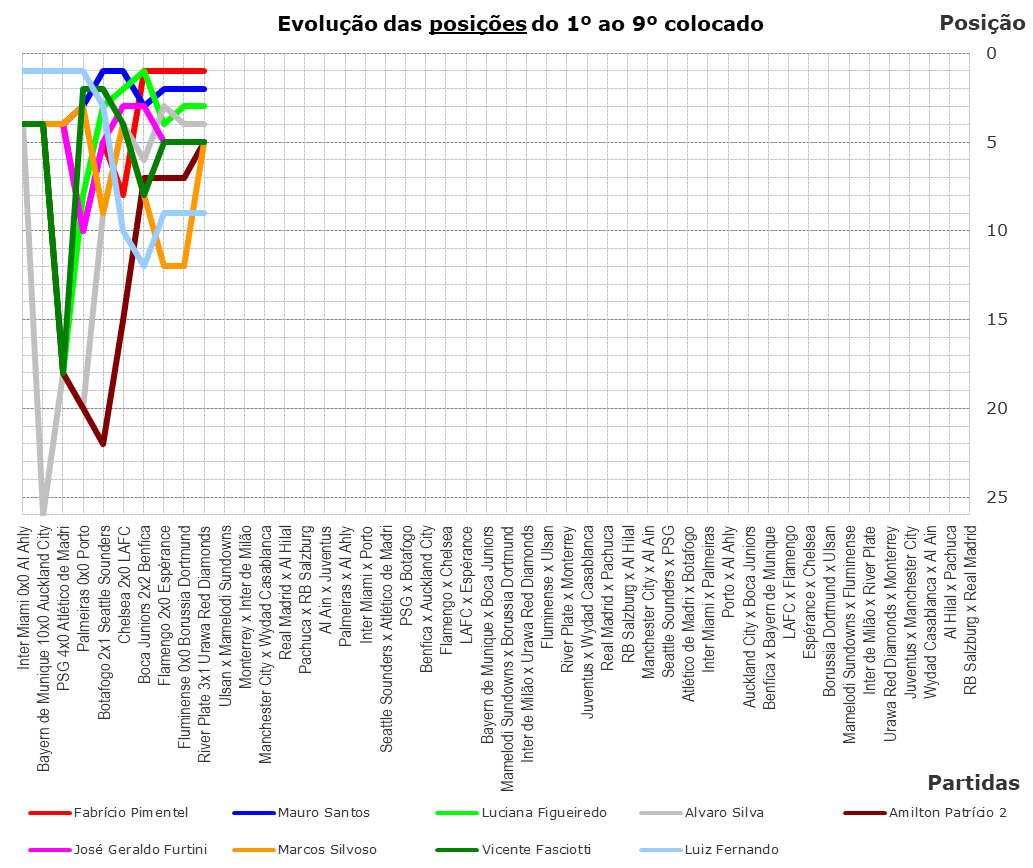 Evolução das posições do 1º ao 9º colocado
Posição
0
5
10
15
20
25
Inter Miami 0x0 Al Ahly
Bayern de Munique 10x0 Auckland City
PSG 4x0 Atlético de Madri
Palmeiras 0x0 Porto
Botafogo 2x1 Seattle Sounders
Chelsea 2x0 LAFC
Boca Juniors 2x2 Benfica
Flamengo 2x0 Espérance
Fluminense 0x0 Borussia Dortmund
River Plate 3x1 Urawa Red Diamonds
Ulsan x Mamelodi Sundowns
Monterrey x Inter de Milão
Manchester City x Wydad Casablanca
Real Madrid x Al Hilal
Pachuca x RB Salzburg
Al Ain x Juventus
Palmeiras x Al Ahly
Inter Miami x Porto
Seattle Sounders x Atlético de Madri
PSG x Botafogo
Benfica x Auckland City
Flamengo x Chelsea
LAFC x Espérance
Bayern de Munique x Boca Juniors
Mamelodi Sundowns x Borussia Dortmund
Inter de Milão x Urawa Red Diamonds
Fluminense x Ulsan
River Plate x Monterrey
Juventus x Wydad Casablanca
Real Madrid x Pachuca
RB Salzburg x Al Hilal
Manchester City x Al Ain
Seattle Sounders x PSG
Atlético de Madri x Botafogo
Inter Miami x Palmeiras
Porto x Al Ahly
Auckland City x Boca Juniors
Benfica x Bayern de Munique
LAFC x Flamengo
Espérance x Chelsea
Borussia Dortmund x Ulsan
Mamelodi Sundowns x Fluminense
Inter de Milão x River Plate
Urawa Red Diamonds x Monterrey
Juventus x Manchester City
Wydad Casablanca x Al Ain
Al Hilal x Pachuca
RB Salzburg x Real Madrid
Partidas
Fabrício Pimentel
Mauro Santos
Luciana Figueiredo
Alvaro Silva
Amilton Patrício 2
José Geraldo Furtini
Marcos Silvoso
Vicente Fasciotti
Luiz Fernando